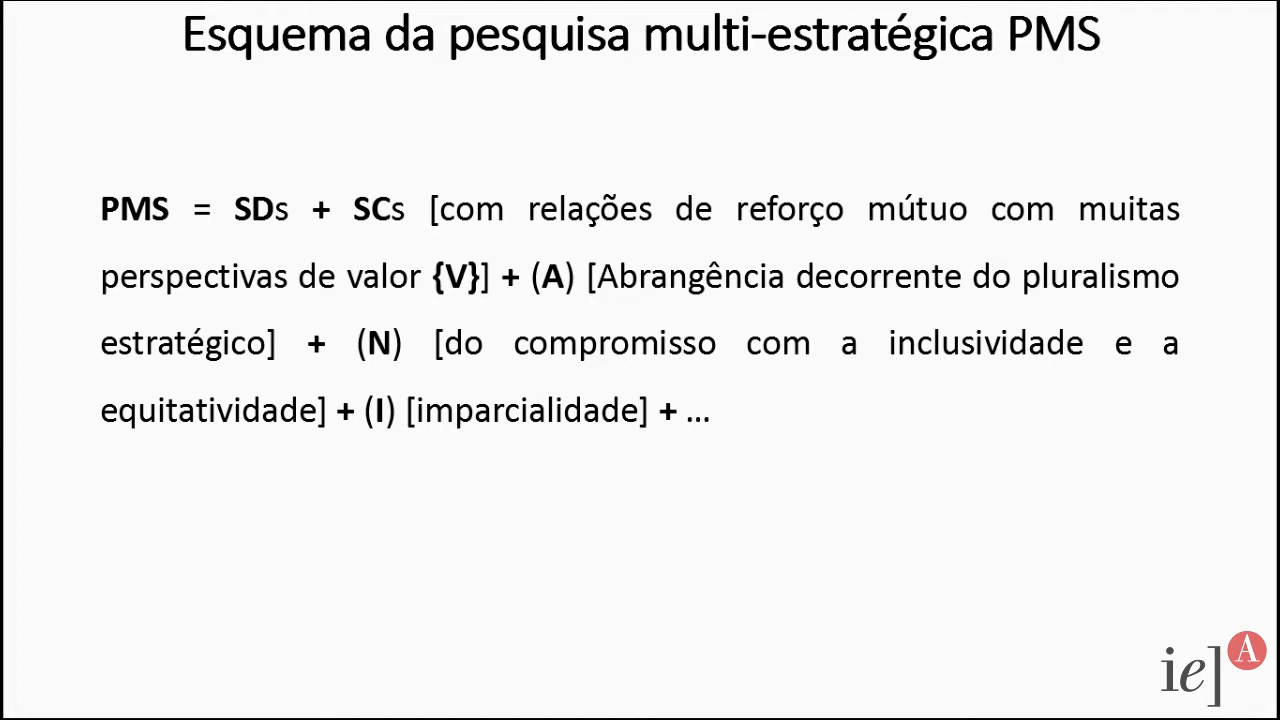 Esquema da pesquisa multi-estratégica PMS
PMS = SDs + SCs [com relações de reforço mútuo com muitas
perspectivas de valor {V}] + (A) [Abrangência decorrente do pluralismo
estratégico] + (N) [do compromisso com a inclusividade e a
equitatividade] + (I) [imparcialidade] + ...
ie] A